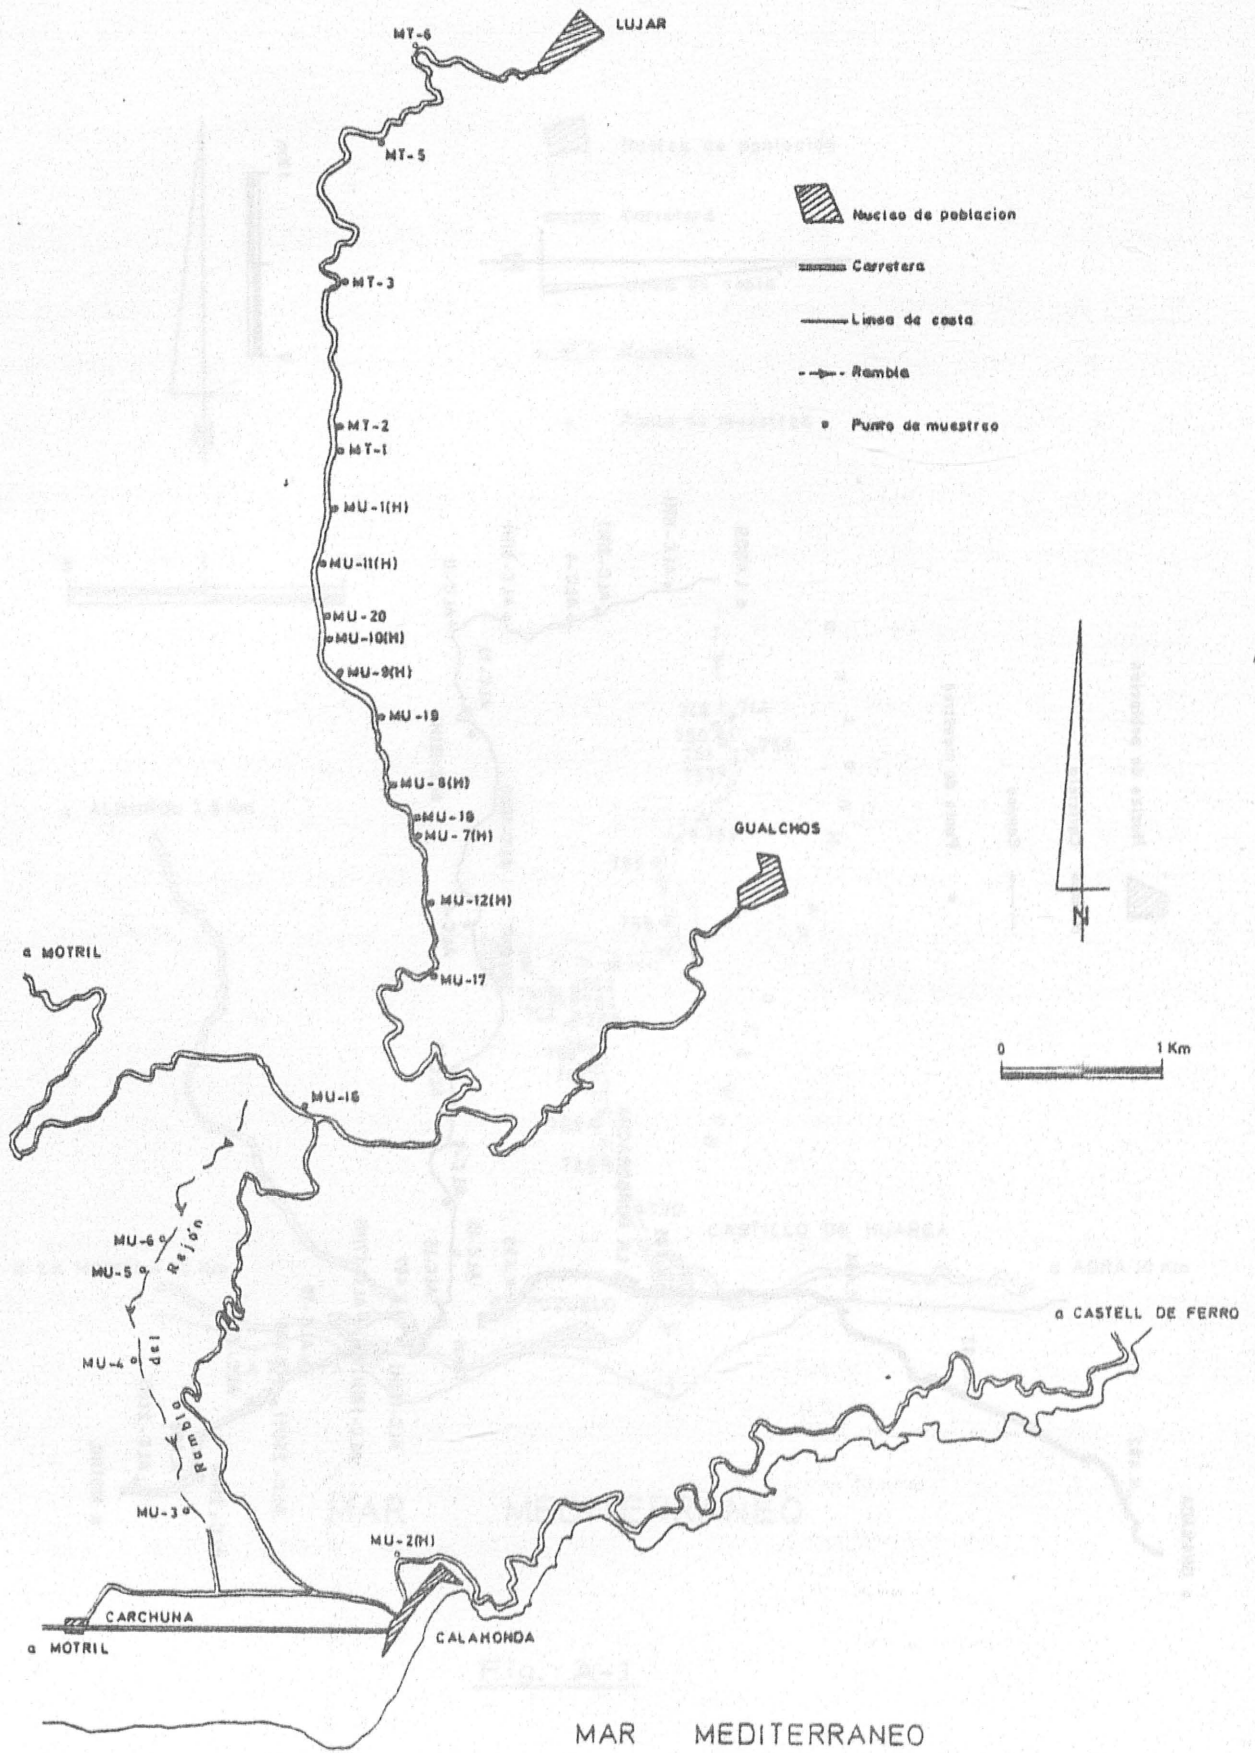 LUJAR
MT-6
MT-5
Nucleo de poblacion
Carretera
Linea de costa
Rambla
Punto de muestreo
MT-3
MT-2
MT-1
MU-1(H)
MU-11(H)
MU-20
MU-10(H)
MU-9(H)
MU-19
MU-8(H)
MU-18
MU-7(H)
GUALCHOS
MU-12(H)
N
a MOTRIL
MU-17
0 1 Km
MU-16
MU-6
MU-5
MU-4
Rambla del Rejón
a CASTELL DE FERRO
MU-3
MU-2(H)
CARCHUNA
a MOTRIL
CALAHONDA
MAR MEDITERRANEO